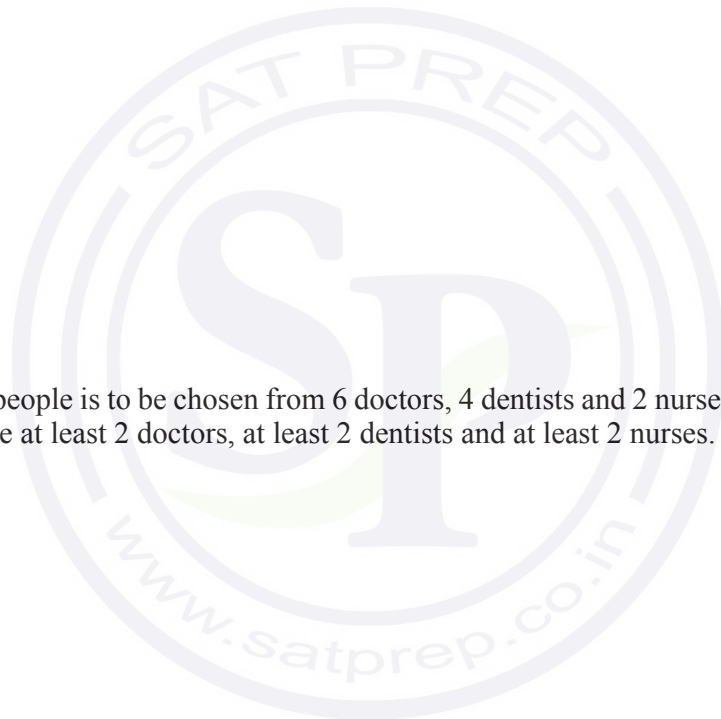 SAT PREP
SP
people is to be chosen from 6 doctors, 4 dentists and 2 nurse
e at least 2 doctors, at least 2 dentists and at least 2 nurses.
www.satprep.co.in